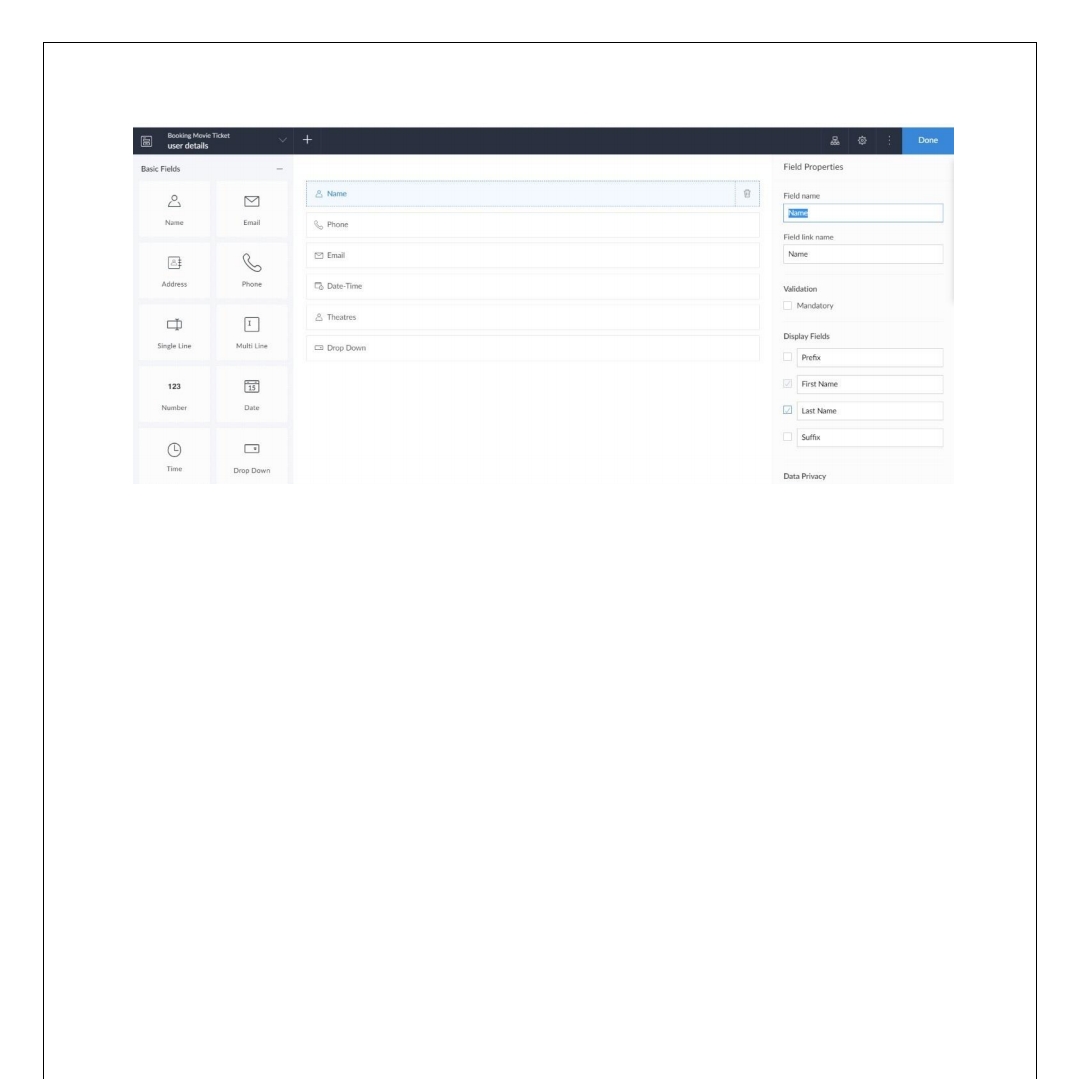 Booking Movie Ticket
user details
Done
Basic Fields
Name
Email
Address
Phone
Single Line
Multi Line
123
15
Number
Date
Time
Drop Down
Name
Phone
Email
Date-Time
Theatres
Drop Down
Field Properties
Field name
Name
Field link name
Name
Validation
Mandatory
Display Fields
Prefix
First Name
Last Name
Suffix
Data Privacy